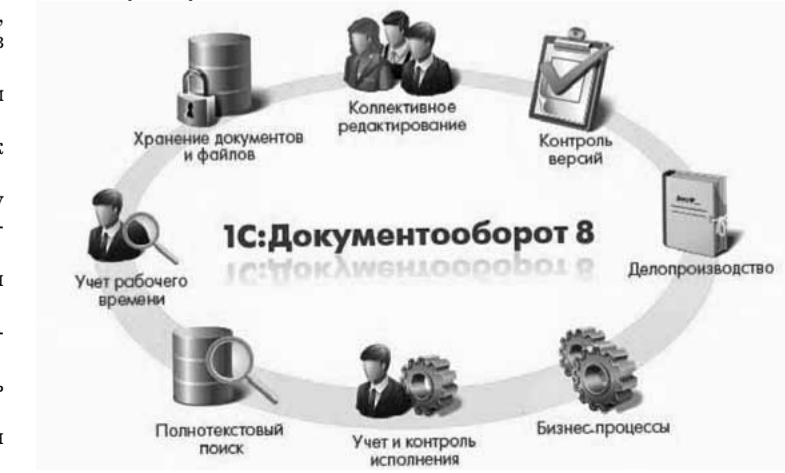 Коллективное
редактирование
Хранение документов
и файлов
Контроль
версий
1С:Документооборот 8
Делопроизводство
Учет рабочего
времени
Полнотекстовый
поиск
Учет и контроль
исполнения
Бизнес-процессы